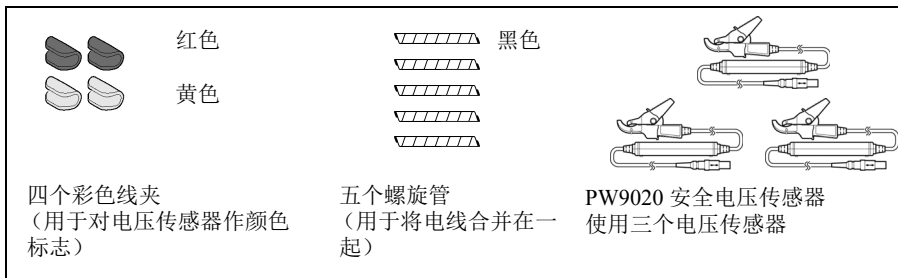 红色
黄色
四个彩色线夹
（用于对电压传感器作颜色
标志）
黑色
五个螺旋管
（用于将电线合并在一
起）
PW9020 安全电压传感器
使用三个电压传感器